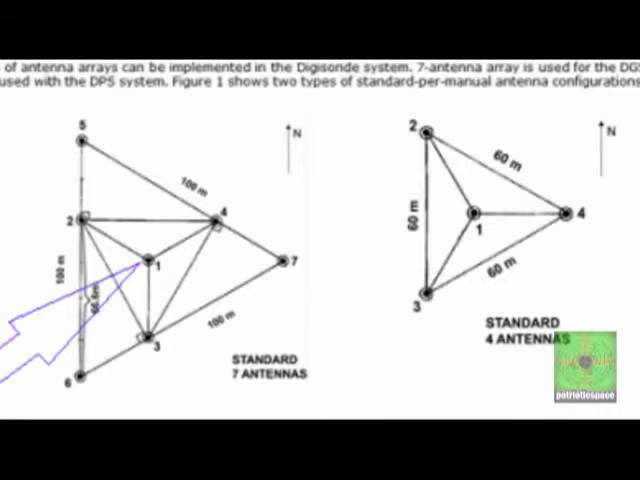 of antenna arrays can be implemented in the Digisonde system. 7-antenna array is used for the DGS
used with the DPS system. Figure 1 shows two types of standard-per-manual antenna configurations
5
N
100 m
2
4
1
7
100 m
3
100 m
6
STANDARD
7 ANTENNAS
2
N
60 m
60 m
4
1
60 m
3
STANDARD
4 ANTENNAS
patriotlespace